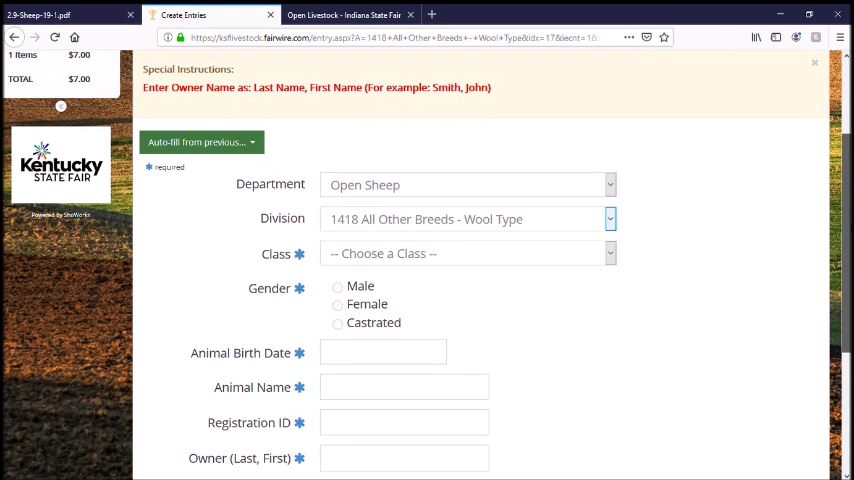 2.9-Sheep-19-1.pdf
Create Entries
Open Livestock - Indiana State Fair
https://ksflivestock.fairwire.com/entry.aspx?A=1418+All+Other+Breeds+-+Wool+Type&idx=17&iecnt=1&
1 Items $7.00
TOTAL $7.00
Kentucky
STATE FAIR
Powered by ShoWorks
Special Instructions:
Enter Owner Name as: Last Name, First Name (For example: Smith, John)
Auto-fill from previous...
* required
Department Open Sheep
Division 1418 All Other Breeds - Wool Type
Class * -- Choose a Class --
Gender * Male
Female
Castrated
Animal Birth Date *
Animal Name *
Registration ID *
Owner (Last, First) *